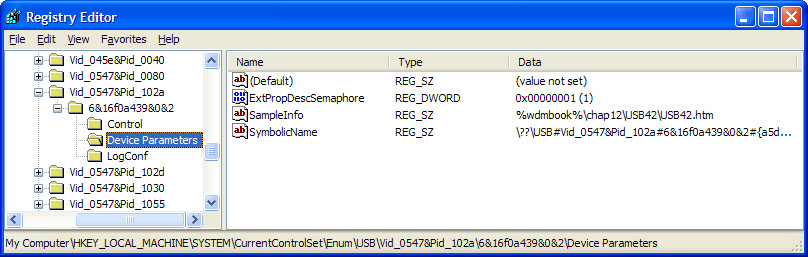 Registry Editor
File Edit View Favorites Help
Vid_045e&Pid_0040
Vid_0547&Pid_0080
Vid_0547&Pid_102a
6&16f0a439&0&2
Control
Device Parameters
LogConf
Vid_0547&Pid_102d
Vid_0547&Pid_1030
Vid_0547&Pid_1055
Name Type Data
(Default) REG_SZ (value not set)
ExtPropDescSemaphore REG_DWORD 0x00000001 (1)
SampleInfo REG_SZ %wdmbook%\chap12\USB42\USB42.htm
SymbolicName REG_SZ \??\USB#Vid_0547&Pid_102a#6&16f0a439&0&2#{a5d...
My Computer\HKEY_LOCAL_MACHINE\SYSTEM\CurrentControlSet\Enum\USB\Vid_0547&Pid_102a\6&16f0a439&0&2\Device Parameters